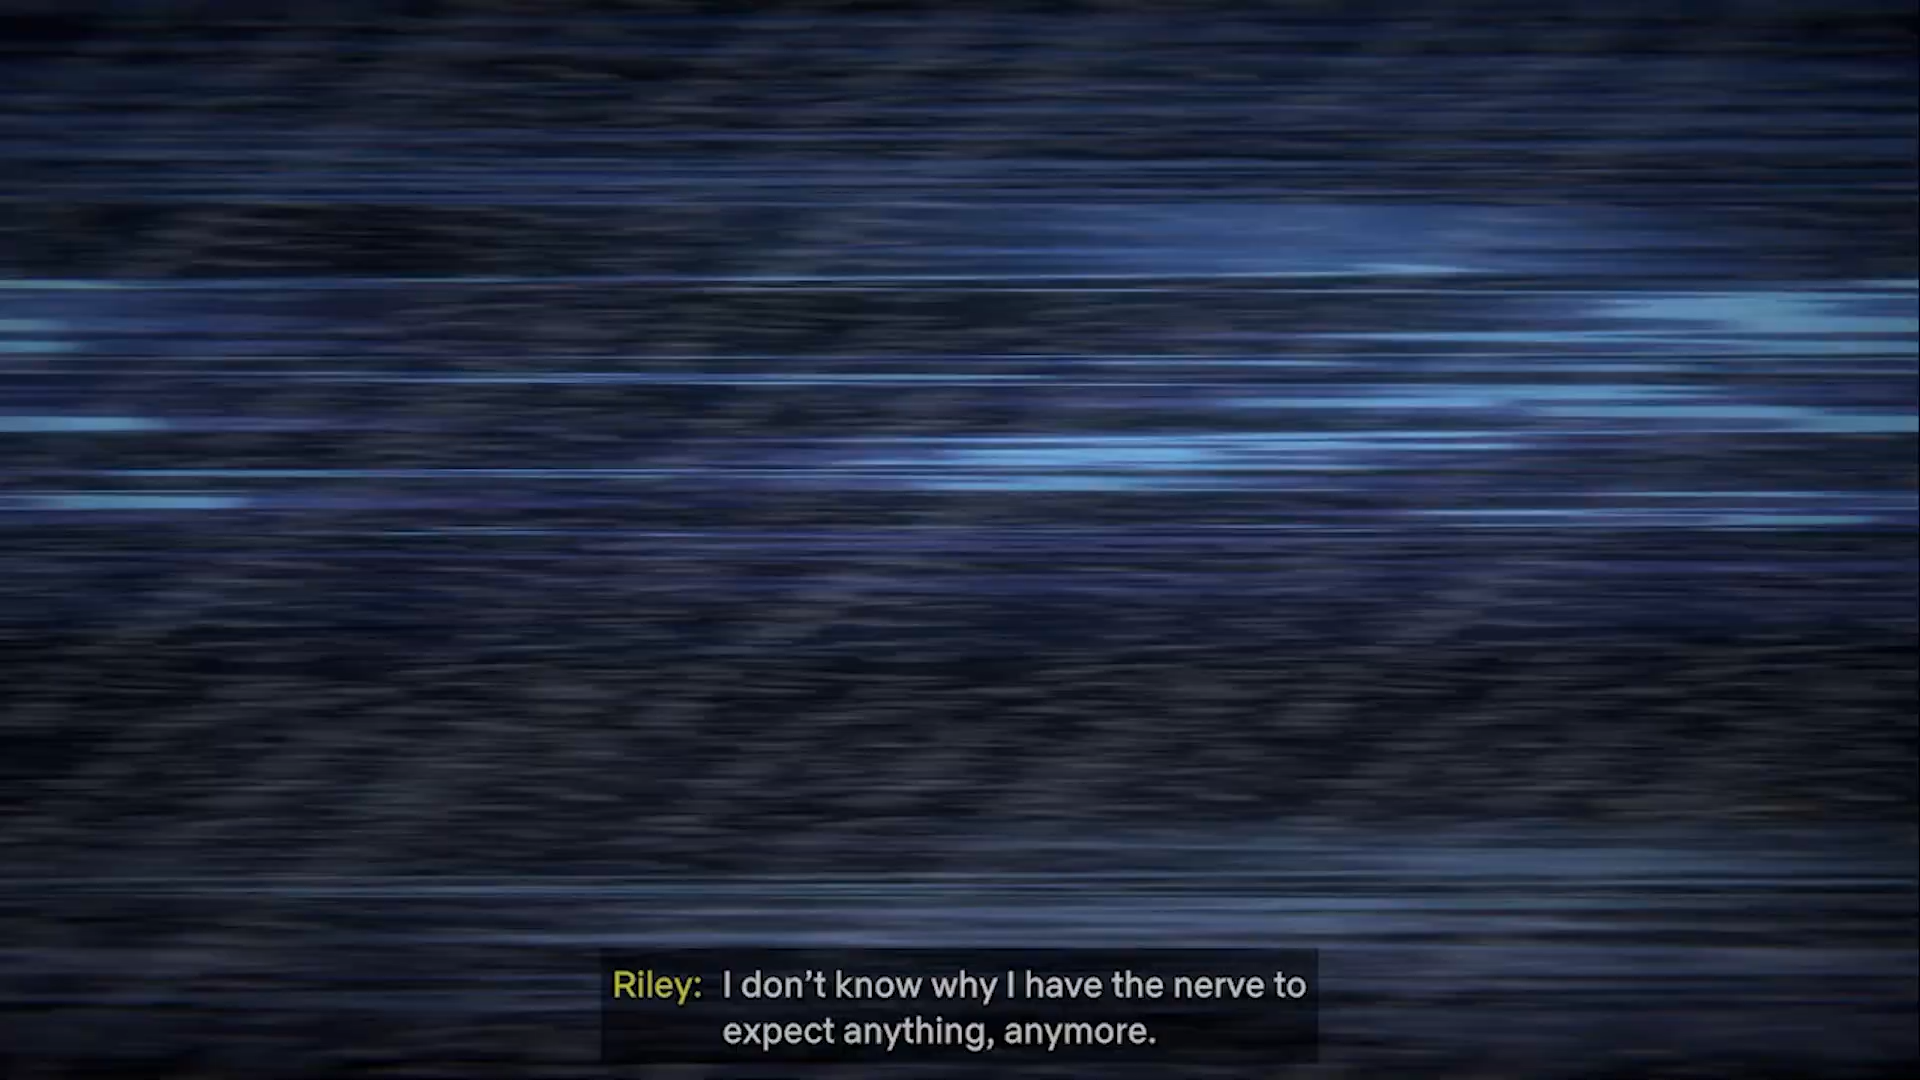 Riley: I don't know why I have the nerve to
expect anything, anymore.